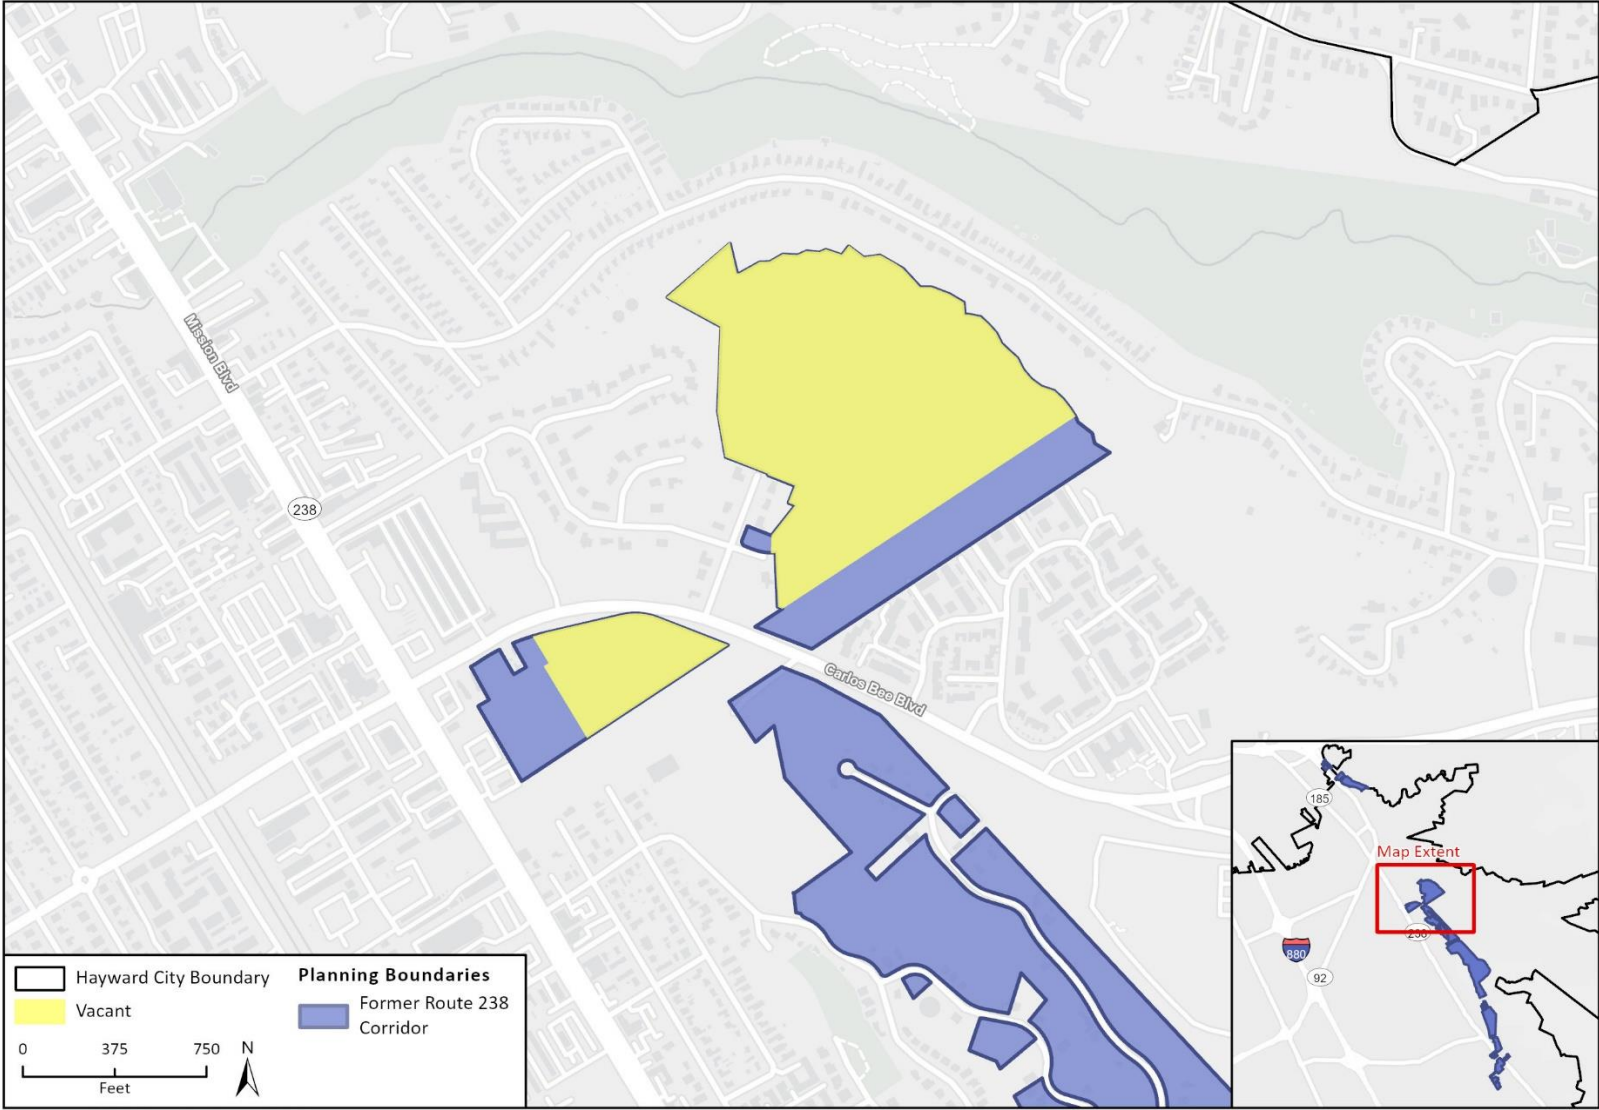 Mission Blvd
238
Carlos Bee Blvd
185
Map Extent
238
880
92
Hayward City Boundary
Vacant
0 375 750
Feet
N
Planning Boundaries
Former Route 238
Corridor